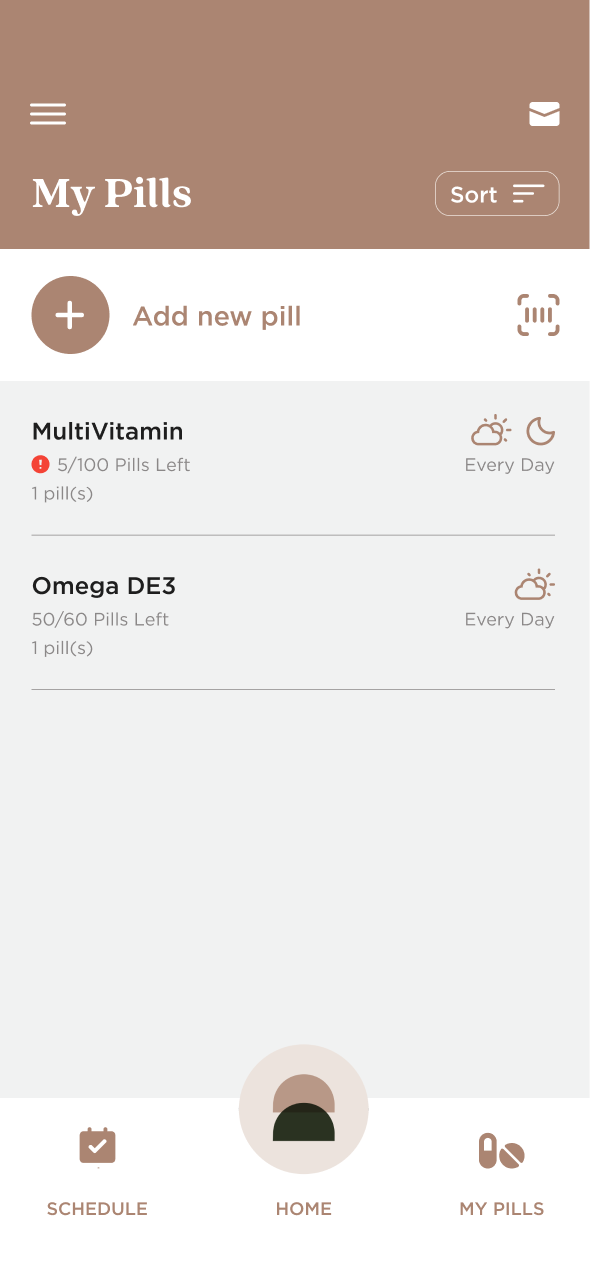 My Pills
Sort
Add new pill
MultiVitamin
5/100 Pills Left
Every Day
1 pill(s)
Omega DE3
50/60 Pills Left
Every Day
1 pill(s)
SCHEDULE
HOME
MY PILLS